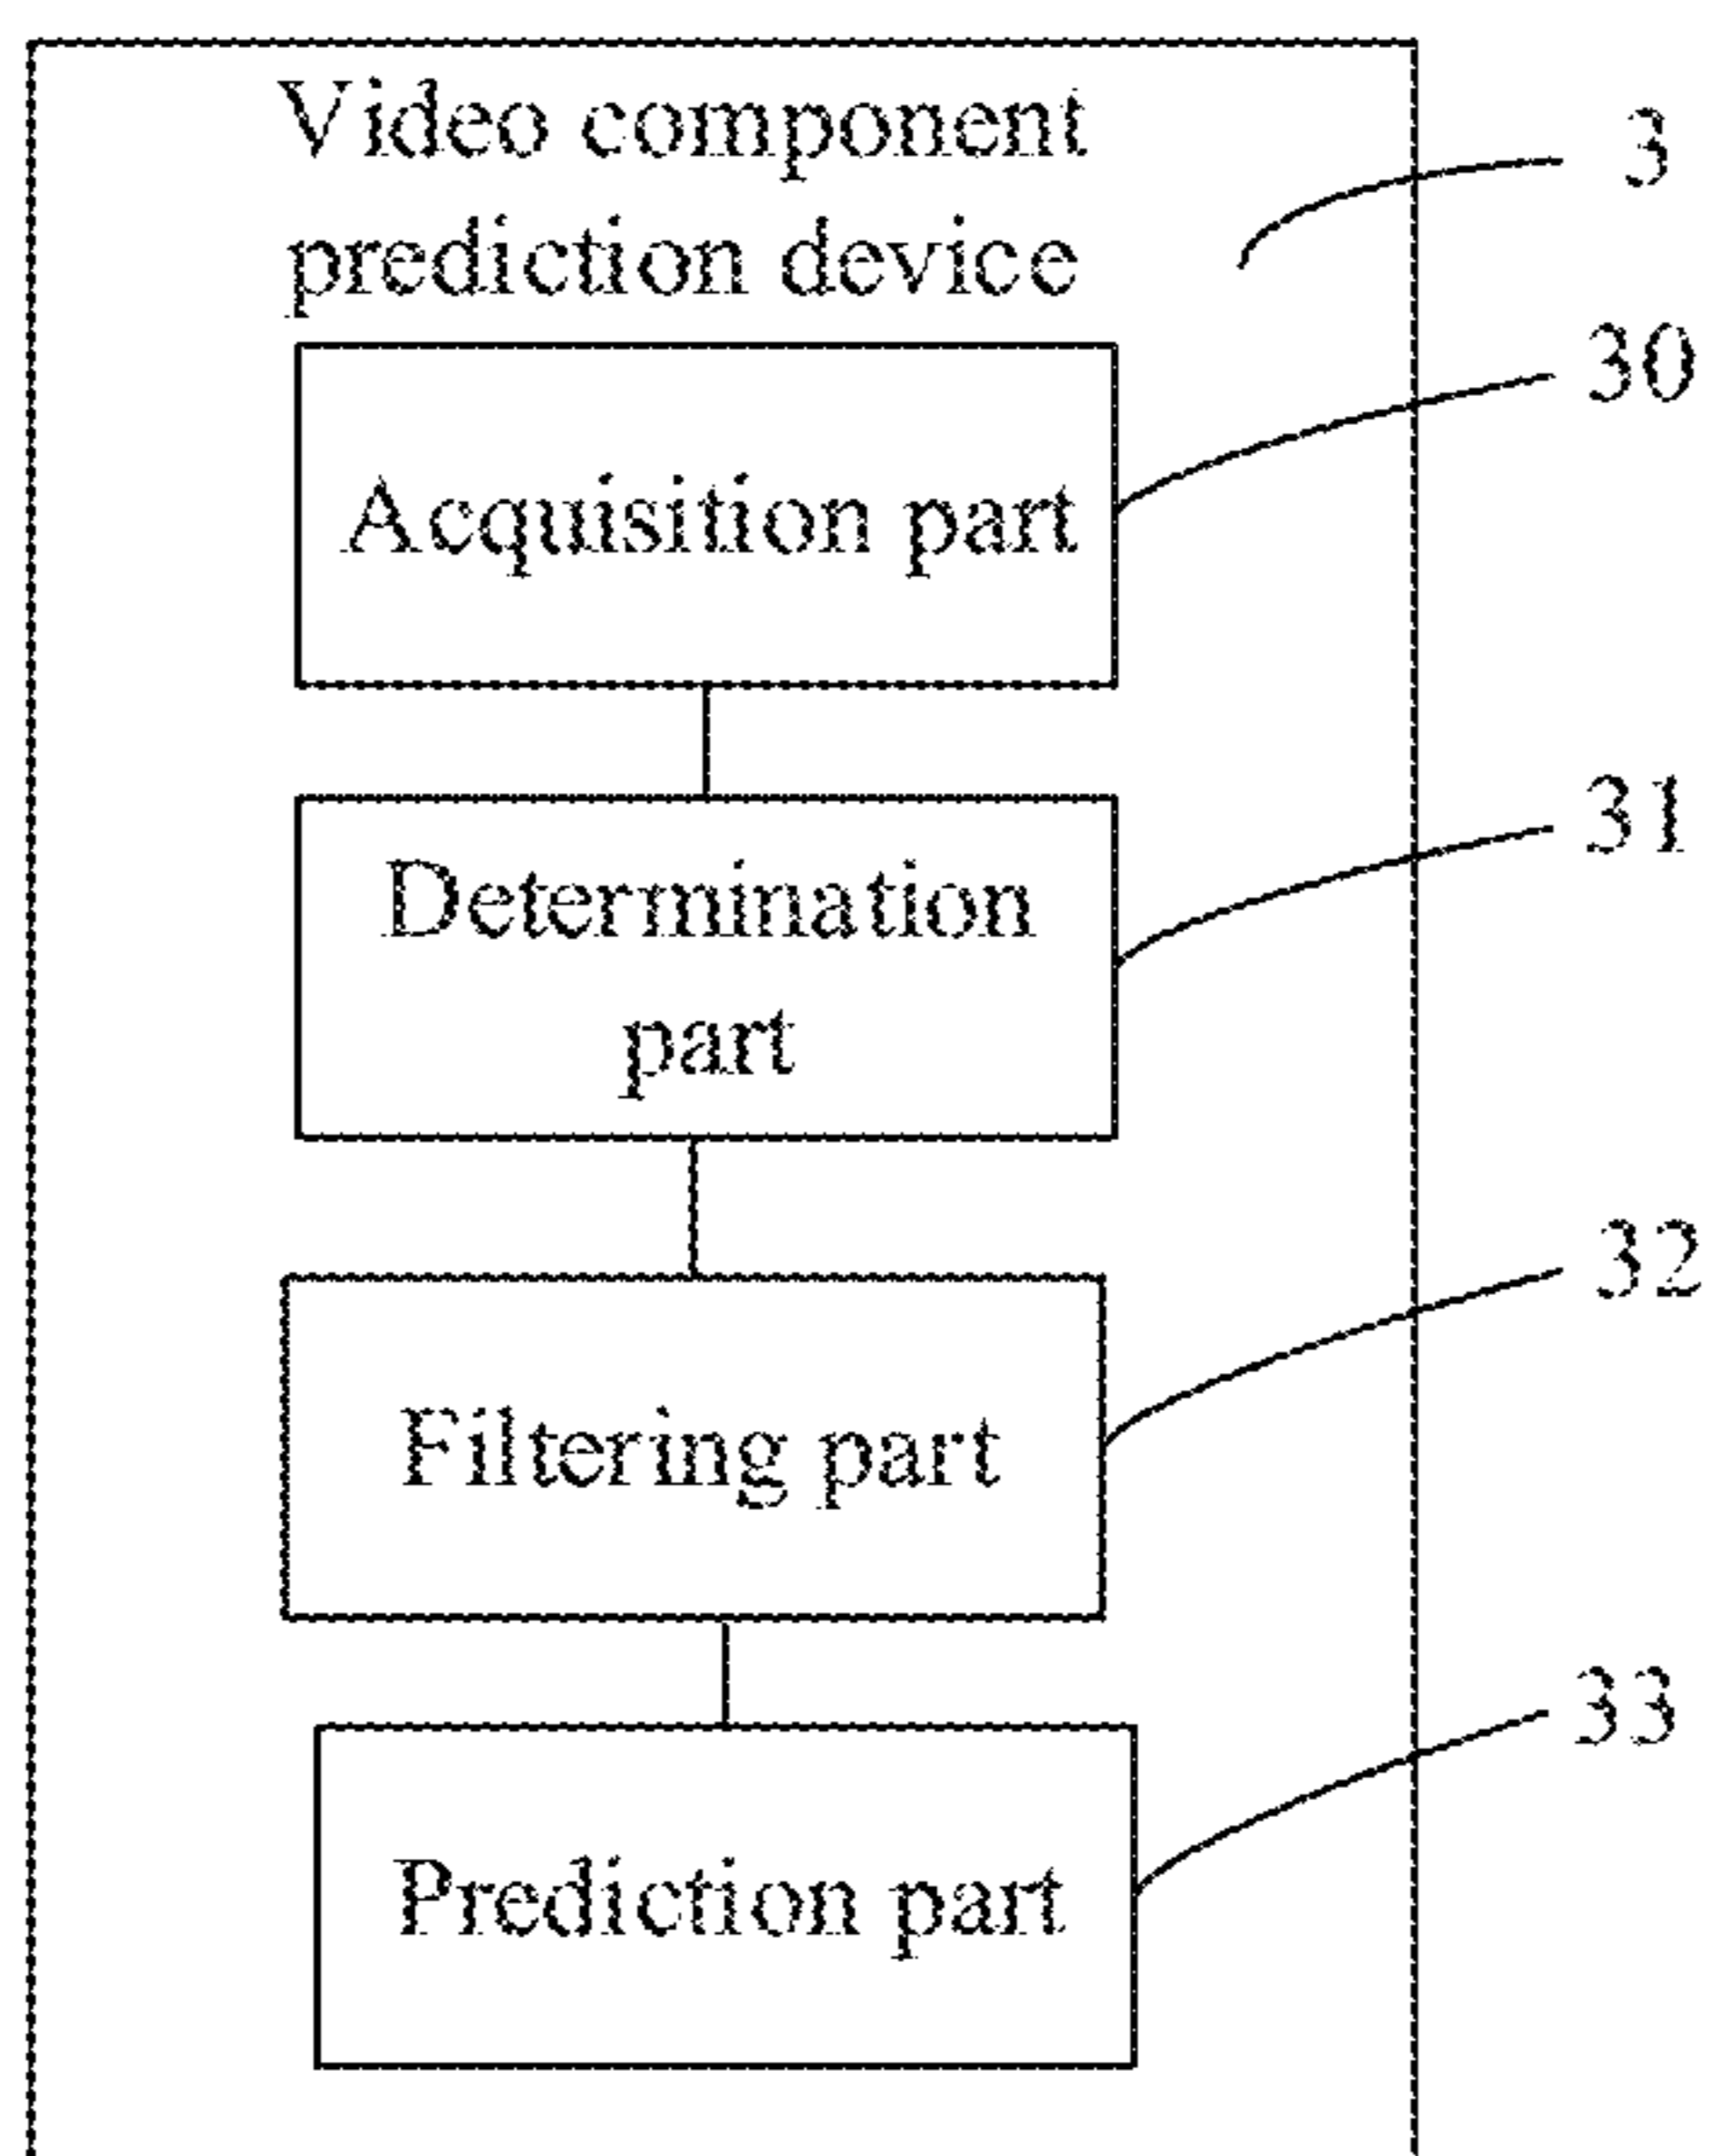 Video component
prediction device
3
30
Acquisition part
31
Determination
part
32
Filtering part
33
Prediction part